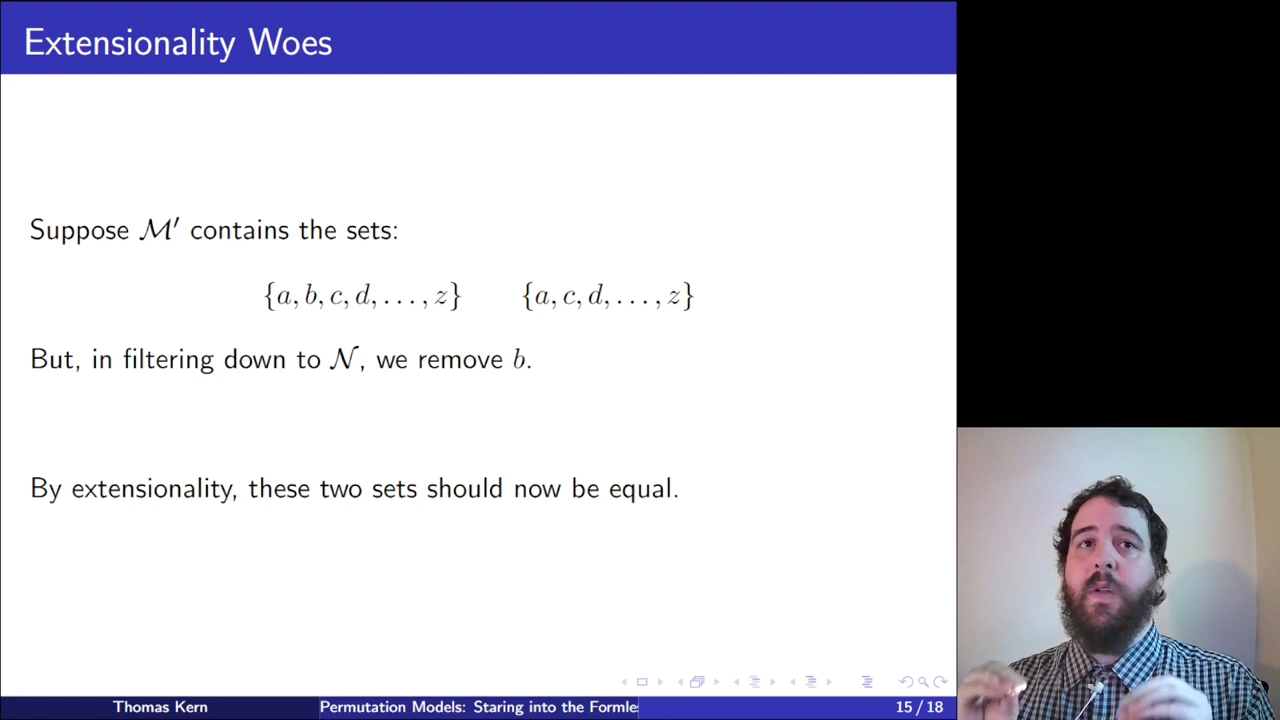 Extensionality Woes
Suppose ℳ′ contains the sets:
{a, b, c, d, . . . , z} {a, c, d, . . . , z}
But, in filtering down to 𝒩, we remove b.
By extensionality, these two sets should now be equal.
Thomas Kern Permutation Models: Staring into the Formles 15 / 18